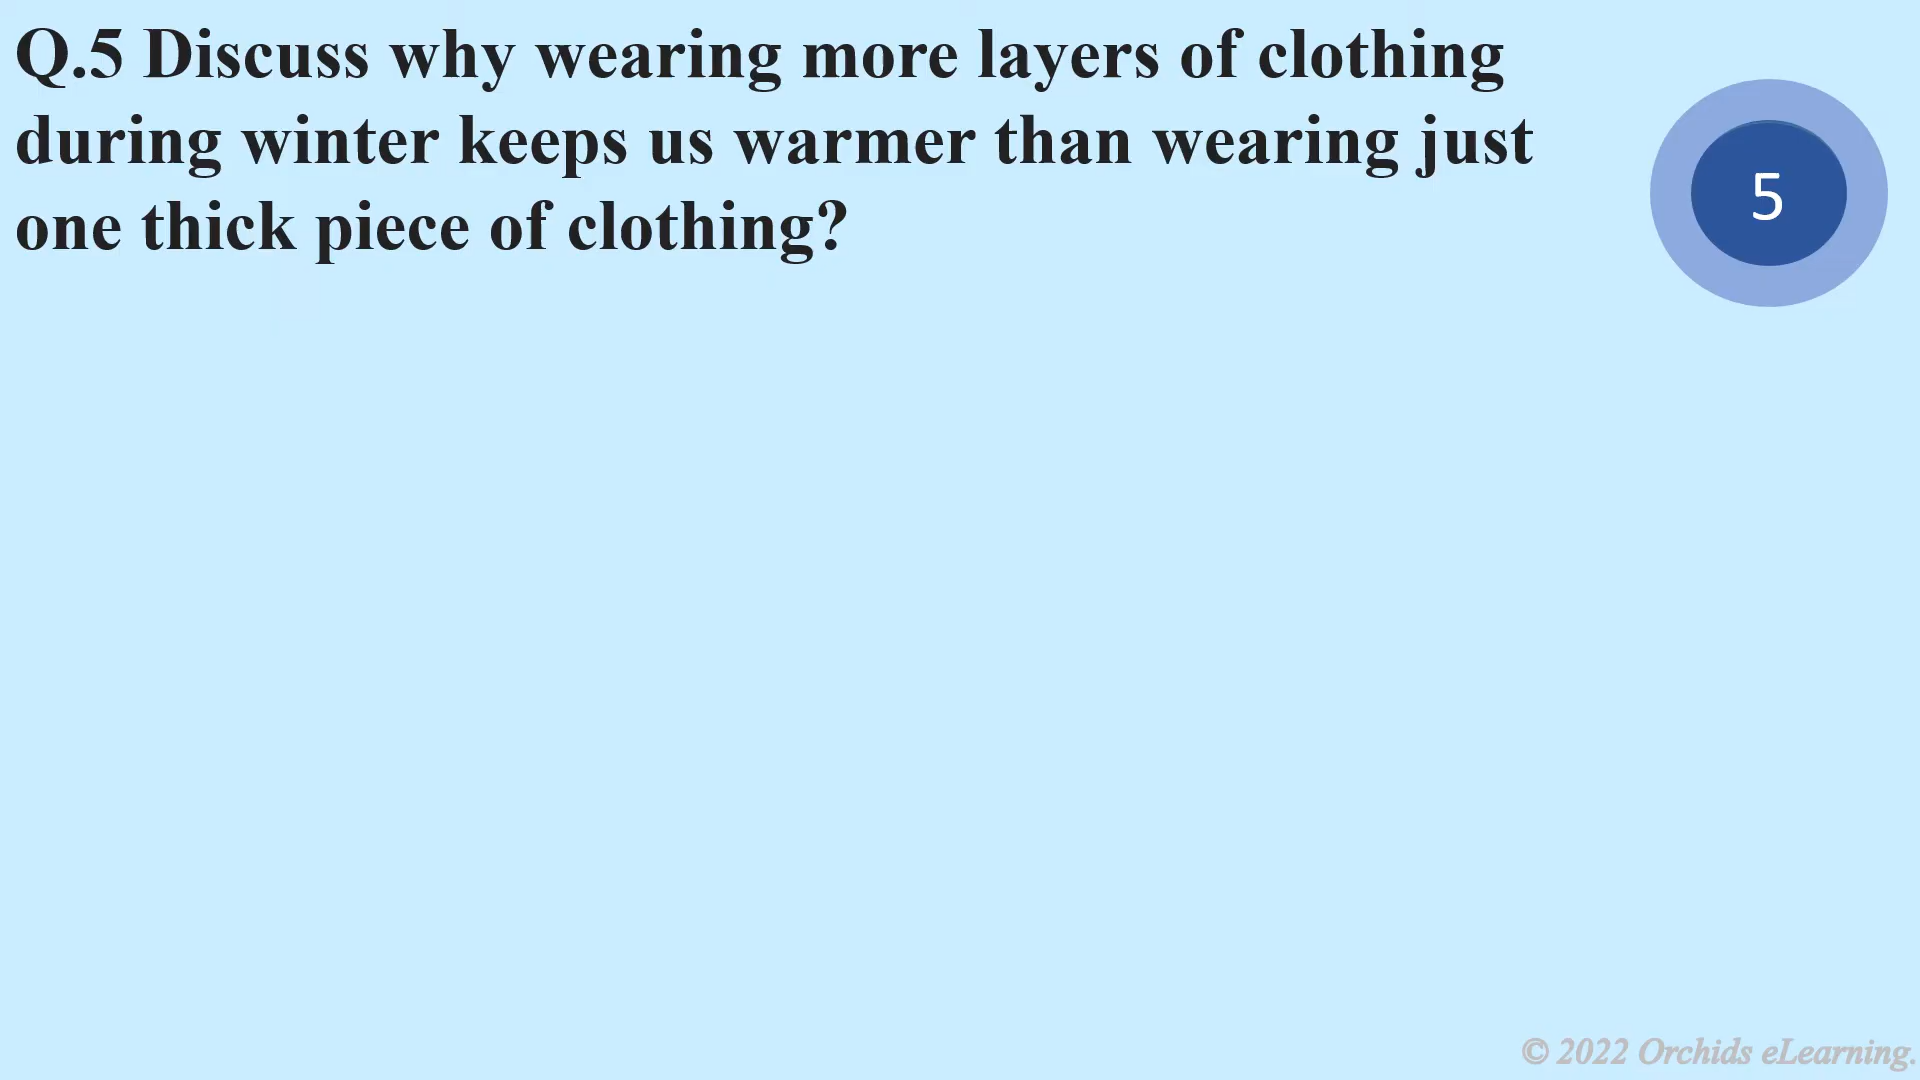 Q.5 Discuss why wearing more layers of clothing
during winter keeps us warmer than wearing just
one thick piece of clothing?
5
© 2022 Orchids eLearning.